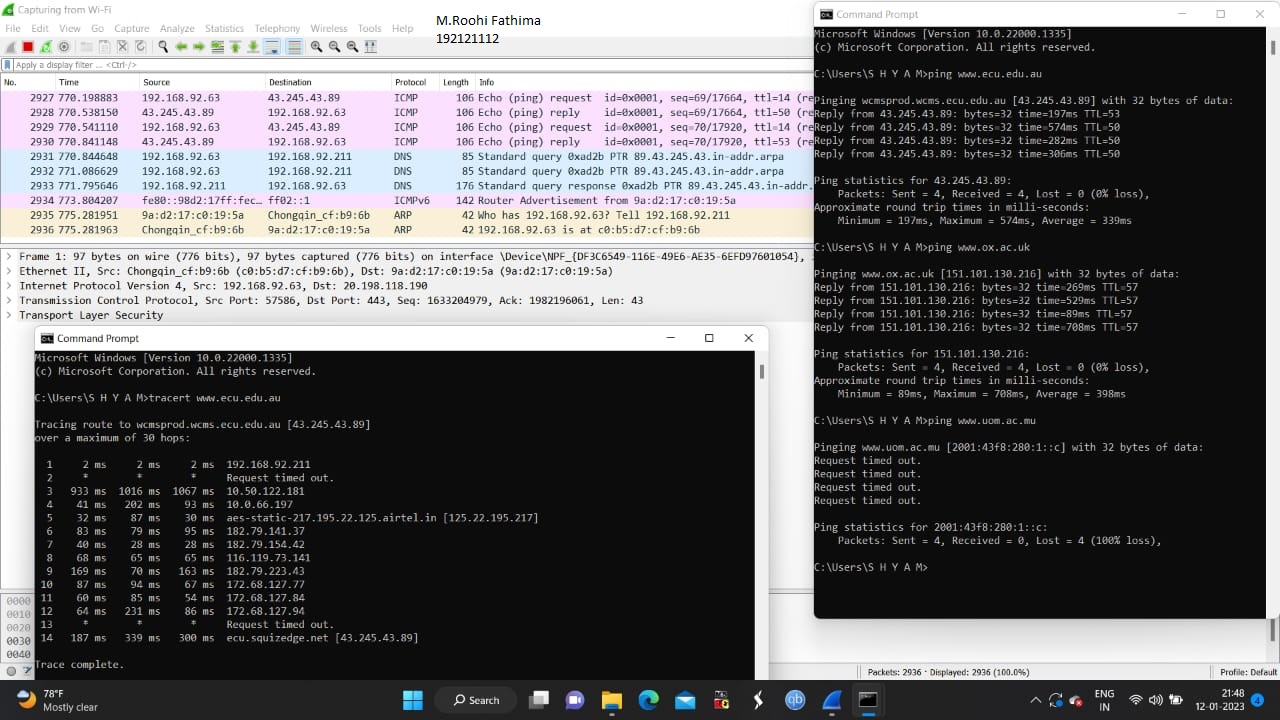 Capturing from Wi-Fi
M.Roohi Fathima
192121112
File Edit View Go Capture Analyze Statistics Telephony Wireless Tools Help
Apply a display filter ... <Ctrl-/>
No. Time Source Destination Protocol Length Info
2927 770.198883 192.168.92.63 43.245.43.89 ICMP 106 Echo (ping) request id=0x0001, seq=69/17664, ttl=14 (re
2928 770.538150 43.245.43.89 192.168.92.63 ICMP 106 Echo (ping) reply id=0x0001, seq=69/17664, ttl=50 (re
2929 770.541110 192.168.92.63 43.245.43.89 ICMP 106 Echo (ping) request id=0x0001, seq=70/17920, ttl=14 (re
2930 770.841140 43.245.43.89 192.168.92.63 ICMP 106 Echo (ping) reply id=0x0001, seq=70/17920, ttl=53 (re
2931 770.844648 192.168.92.63 192.168.92.211 DNS 85 Standard query 0xad2b PTR 89.43.245.43.in-addr.arpa
2932 771.086629 192.168.92.63 192.168.92.211 DNS 85 Standard query 0xad2b PTR 89.43.245.43.in-addr.arpa
2933 771.795640 192.168.92.211 192.168.92.63 DNS 176 Standard query response 0xad2b PTR 89.43.245.43.in-addr.
2934 773.804207 fe80::98d2:17ff:fec… ff02::1 ICMPv6 142 Router Advertisement from 9a:d2:17:c0:19:5a
2935 775.281951 9a:d2:17:c0:19:5a Chongqin_cf:b9:6b ARP 42 Who has 192.168.92.63? Tell 192.168.92.211
2936 775.281963 Chongqin_cf:b9:6b 9a:d2:17:c0:19:5a ARP 42 192.168.92.63 is at c0:b5:d7:cf:b9:6b
Frame 1: 97 bytes on wire (776 bits), 97 bytes captured (776 bits) on interface \Device\NPF_{DF3C6549-116E-49E6-AE35-6EFD97601054},
Ethernet II, Src: Chongqin_cf:b9:6b (c0:b5:d7:cf:b9:6b), Dst: 9a:d2:17:c0:19:5a (9a:d2:17:c0:19:5a)
Internet Protocol Version 4, Src: 192.168.92.63, Dst: 20.198.118.190
Transmission Control Protocol, Src Port: 57586, Dst Port: 443, Seq: 1633204979, Ack: 1982196061, Len: 43
Transport Layer Security
0000
0010
0020
0030
0040
Command Prompt
Microsoft Windows [Version 10.0.22000.1335]
(c) Microsoft Corporation. All rights reserved.
C:\Users\S H Y A M>tracert www.ecu.edu.au
Tracing route to wcmsprod.wcms.ecu.edu.au [43.245.43.89]
over a maximum of 30 hops:
1 2 ms 2 ms 2 ms 192.168.92.211
2 * * * Request timed out.
3 933 ms 1016 ms 1067 ms 10.50.122.181
4 41 ms 202 ms 93 ms 10.0.66.197
5 32 ms 87 ms 30 ms aes-static-217.195.22.125.airtel.in [125.22.195.217]
6 83 ms 79 ms 95 ms 182.79.141.37
7 40 ms 28 ms 28 ms 182.79.154.42
8 68 ms 65 ms 65 ms 116.119.73.141
9 169 ms 70 ms 163 ms 182.79.223.43
10 87 ms 94 ms 67 ms 172.68.127.77
11 60 ms 85 ms 54 ms 172.68.127.84
12 64 ms 231 ms 86 ms 172.68.127.94
13 * * * Request timed out.
14 187 ms 339 ms 300 ms ecu.squizedge.net [43.245.43.89]
Trace complete.
Command Prompt
Microsoft Windows [Version 10.0.22000.1335]
(c) Microsoft Corporation. All rights reserved.
C:\Users\S H Y A M>ping www.ecu.edu.au
Pinging wcmsprod.wcms.ecu.edu.au [43.245.43.89] with 32 bytes of data:
Reply from 43.245.43.89: bytes=32 time=197ms TTL=53
Reply from 43.245.43.89: bytes=32 time=574ms TTL=50
Reply from 43.245.43.89: bytes=32 time=282ms TTL=50
Reply from 43.245.43.89: bytes=32 time=306ms TTL=50
Ping statistics for 43.245.43.89:
Packets: Sent = 4, Received = 4, Lost = 0 (0% loss),
Approximate round trip times in milli-seconds:
Minimum = 197ms, Maximum = 574ms, Average = 339ms
C:\Users\S H Y A M>ping www.ox.ac.uk
Pinging www.ox.ac.uk [151.101.130.216] with 32 bytes of data:
Reply from 151.101.130.216: bytes=32 time=269ms TTL=57
Reply from 151.101.130.216: bytes=32 time=529ms TTL=57
Reply from 151.101.130.216: bytes=32 time=89ms TTL=57
Reply from 151.101.130.216: bytes=32 time=708ms TTL=57
Ping statistics for 151.101.130.216:
Packets: Sent = 4, Received = 4, Lost = 0 (0% loss),
Approximate round trip times in milli-seconds:
Minimum = 89ms, Maximum = 708ms, Average = 398ms
C:\Users\S H Y A M>ping www.uom.ac.mu
Pinging www.uom.ac.mu [2001:43f8:280:1::c] with 32 bytes of data:
Request timed out.
Request timed out.
Request timed out.
Request timed out.
Ping statistics for 2001:43f8:280:1::c:
Packets: Sent = 4, Received = 0, Lost = 4 (100% loss),
C:\Users\S H Y A M>
Packets: 2936 · Displayed: 2936 (100.0%)
Profile: Default
78°F
Mostly clear
Search
qb
ENG
IN
21:48
12-01-2023
4